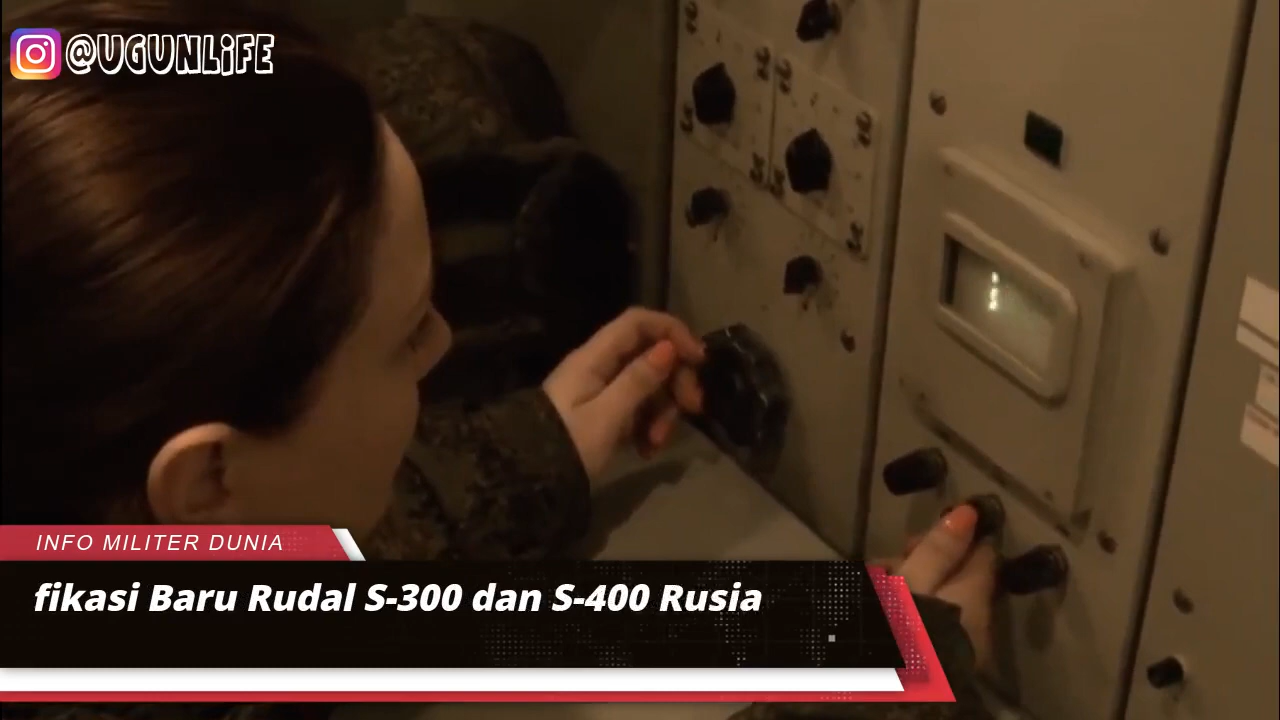 @UGUNLiFE
INFO MILITER DUNIA
fikasi Baru Rudal S-300 dan S-400 Rusia